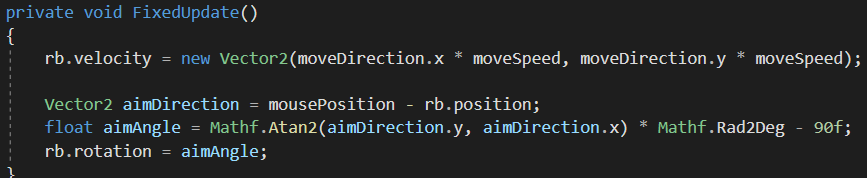 private void FixedUpdate()
{
rb.velocity = new Vector2(moveDirection.x * moveSpeed, moveDirection.y * moveSpeed);
Vector2 aimDirection = mousePosition - rb.position;
float aimAngle = Mathf.Atan2(aimDirection.y, aimDirection.x) * Mathf.Rad2Deg - 90f;
rb.rotation = aimAngle;
}